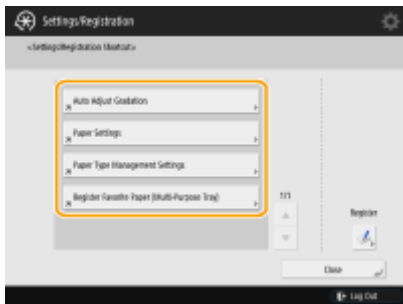 Settings/Registration
<Settings/Registration Shortcut>
Auto Adjust Gradation
Paper Settings
Paper Type Management Settings
Register Favorite Paper (Multi-Purpose Tray)
1/1
Register
Close
Log Out